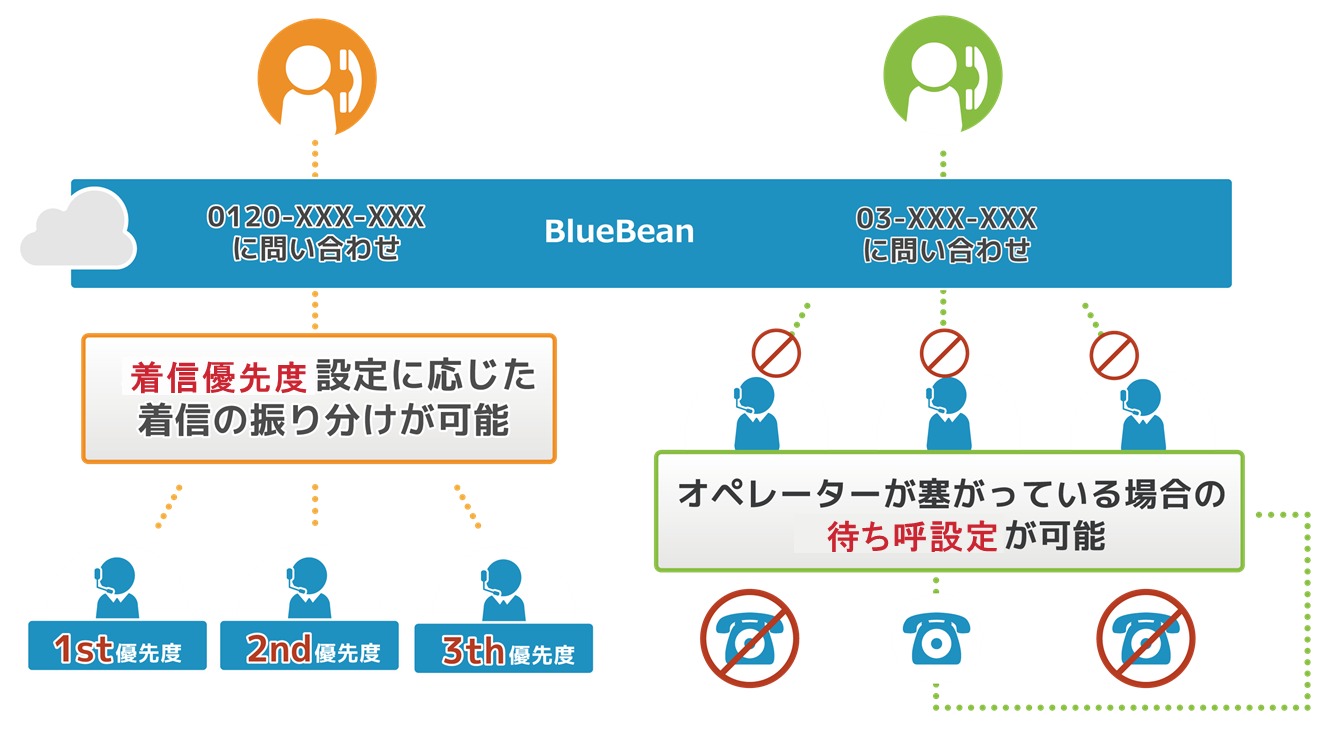 0120-XXX-XXX
に問い合わせ
BlueBean
03-XXX-XXX
に問い合わせ
着信優先度 設定に応じた
着信の振り分けが可能
オペレーターが塞がっている場合の
待ち呼設定 が可能
1st優先度
2nd優先度
3th優先度